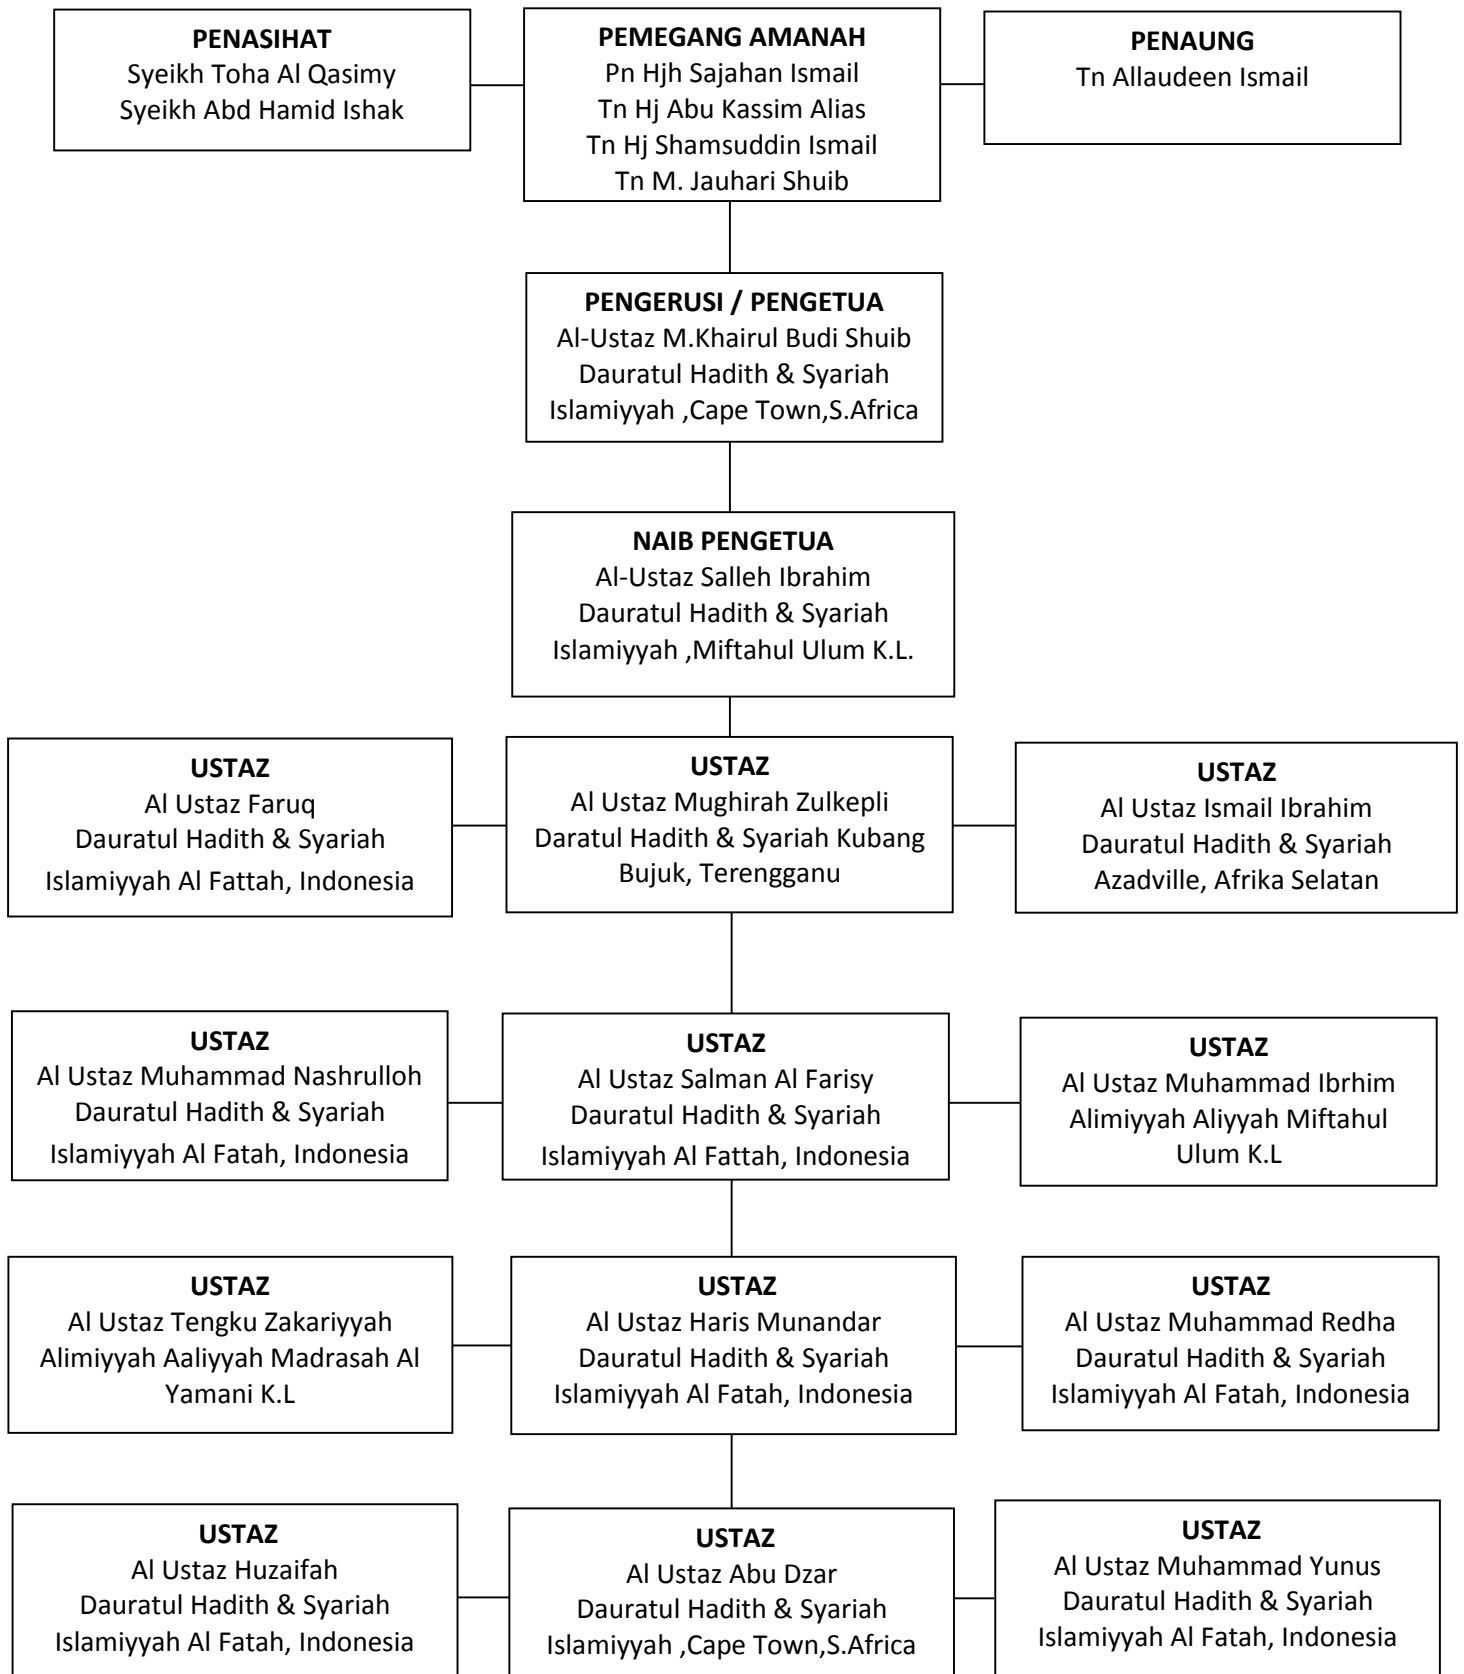 PENASIHAT
Syeikh Toha Al Qasimy
Syeikh Abd Hamid Ishak
PEMEGANG AMANAH
Pn Hjh Sajahan Ismail
Tn Hj Abu Kassim Alias
Tn Hj Shamsuddin Ismail
Tn M. Jauhari Shuib
PENAUNG
Tn Allaudeen Ismail
PENGERUSI / PENGETUA
Al-Ustaz M.Khairul Budi Shuib
Dauratul Hadith & Syariah
Islamiyyah ,Cape Town,S.Africa
NAIB PENGETUA
Al-Ustaz Salleh Ibrahim
Dauratul Hadith & Syariah
Islamiyyah ,Miftahul Ulum K.L.
USTAZ
Al Ustaz Faruq
Dauratul Hadith & Syariah
Islamiyyah Al Fattah, Indonesia
USTAZ
Al Ustaz Mughirah Zulkepli
Daratul Hadith & Syariah Kubang
Bujuk, Terengganu
USTAZ
Al Ustaz Ismail Ibrahim
Dauratul Hadith & Syariah
Azadville, Afrika Selatan
USTAZ
Al Ustaz Muhammad Nashrulloh
Dauratul Hadith & Syariah
Islamiyyah Al Fatah, Indonesia
USTAZ
Al Ustaz Salman Al Farisy
Dauratul Hadith & Syariah
Islamiyyah Al Fattah, Indonesia
USTAZ
Al Ustaz Muhammad Ibrhim
Alimiyyah Aliyyah Miftahul
Ulum K.L
USTAZ
Al Ustaz Tengku Zakariyyah
Alimiyyah Aaliyyah Madrasah Al
Yamani K.L
USTAZ
Al Ustaz Haris Munandar
Dauratul Hadith & Syariah
Islamiyyah Al Fatah, Indonesia
USTAZ
Al Ustaz Muhammad Redha
Dauratul Hadith & Syariah
Islamiyyah Al Fatah, Indonesia
USTAZ
Al Ustaz Huzaifah
Dauratul Hadith & Syariah
Islamiyyah Al Fatah, Indonesia
USTAZ
Al Ustaz Abu Dzar
Dauratul Hadith & Syariah
Islamiyyah ,Cape Town,S.Africa
USTAZ
Al Ustaz Muhammad Yunus
Dauratul Hadith & Syariah
Islamiyyah Al Fatah, Indonesia